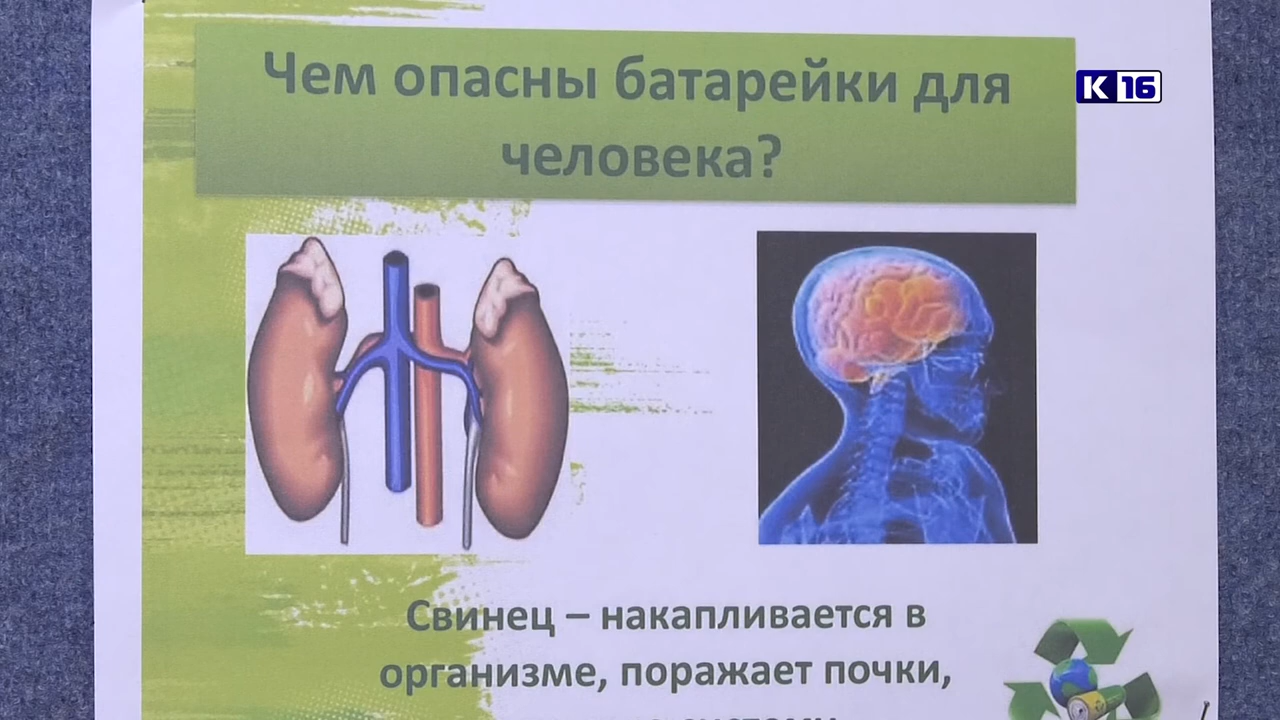 Чем опасны батарейки для
человека?
К 16
Свинец – накапливается в
организме, поражает почки,